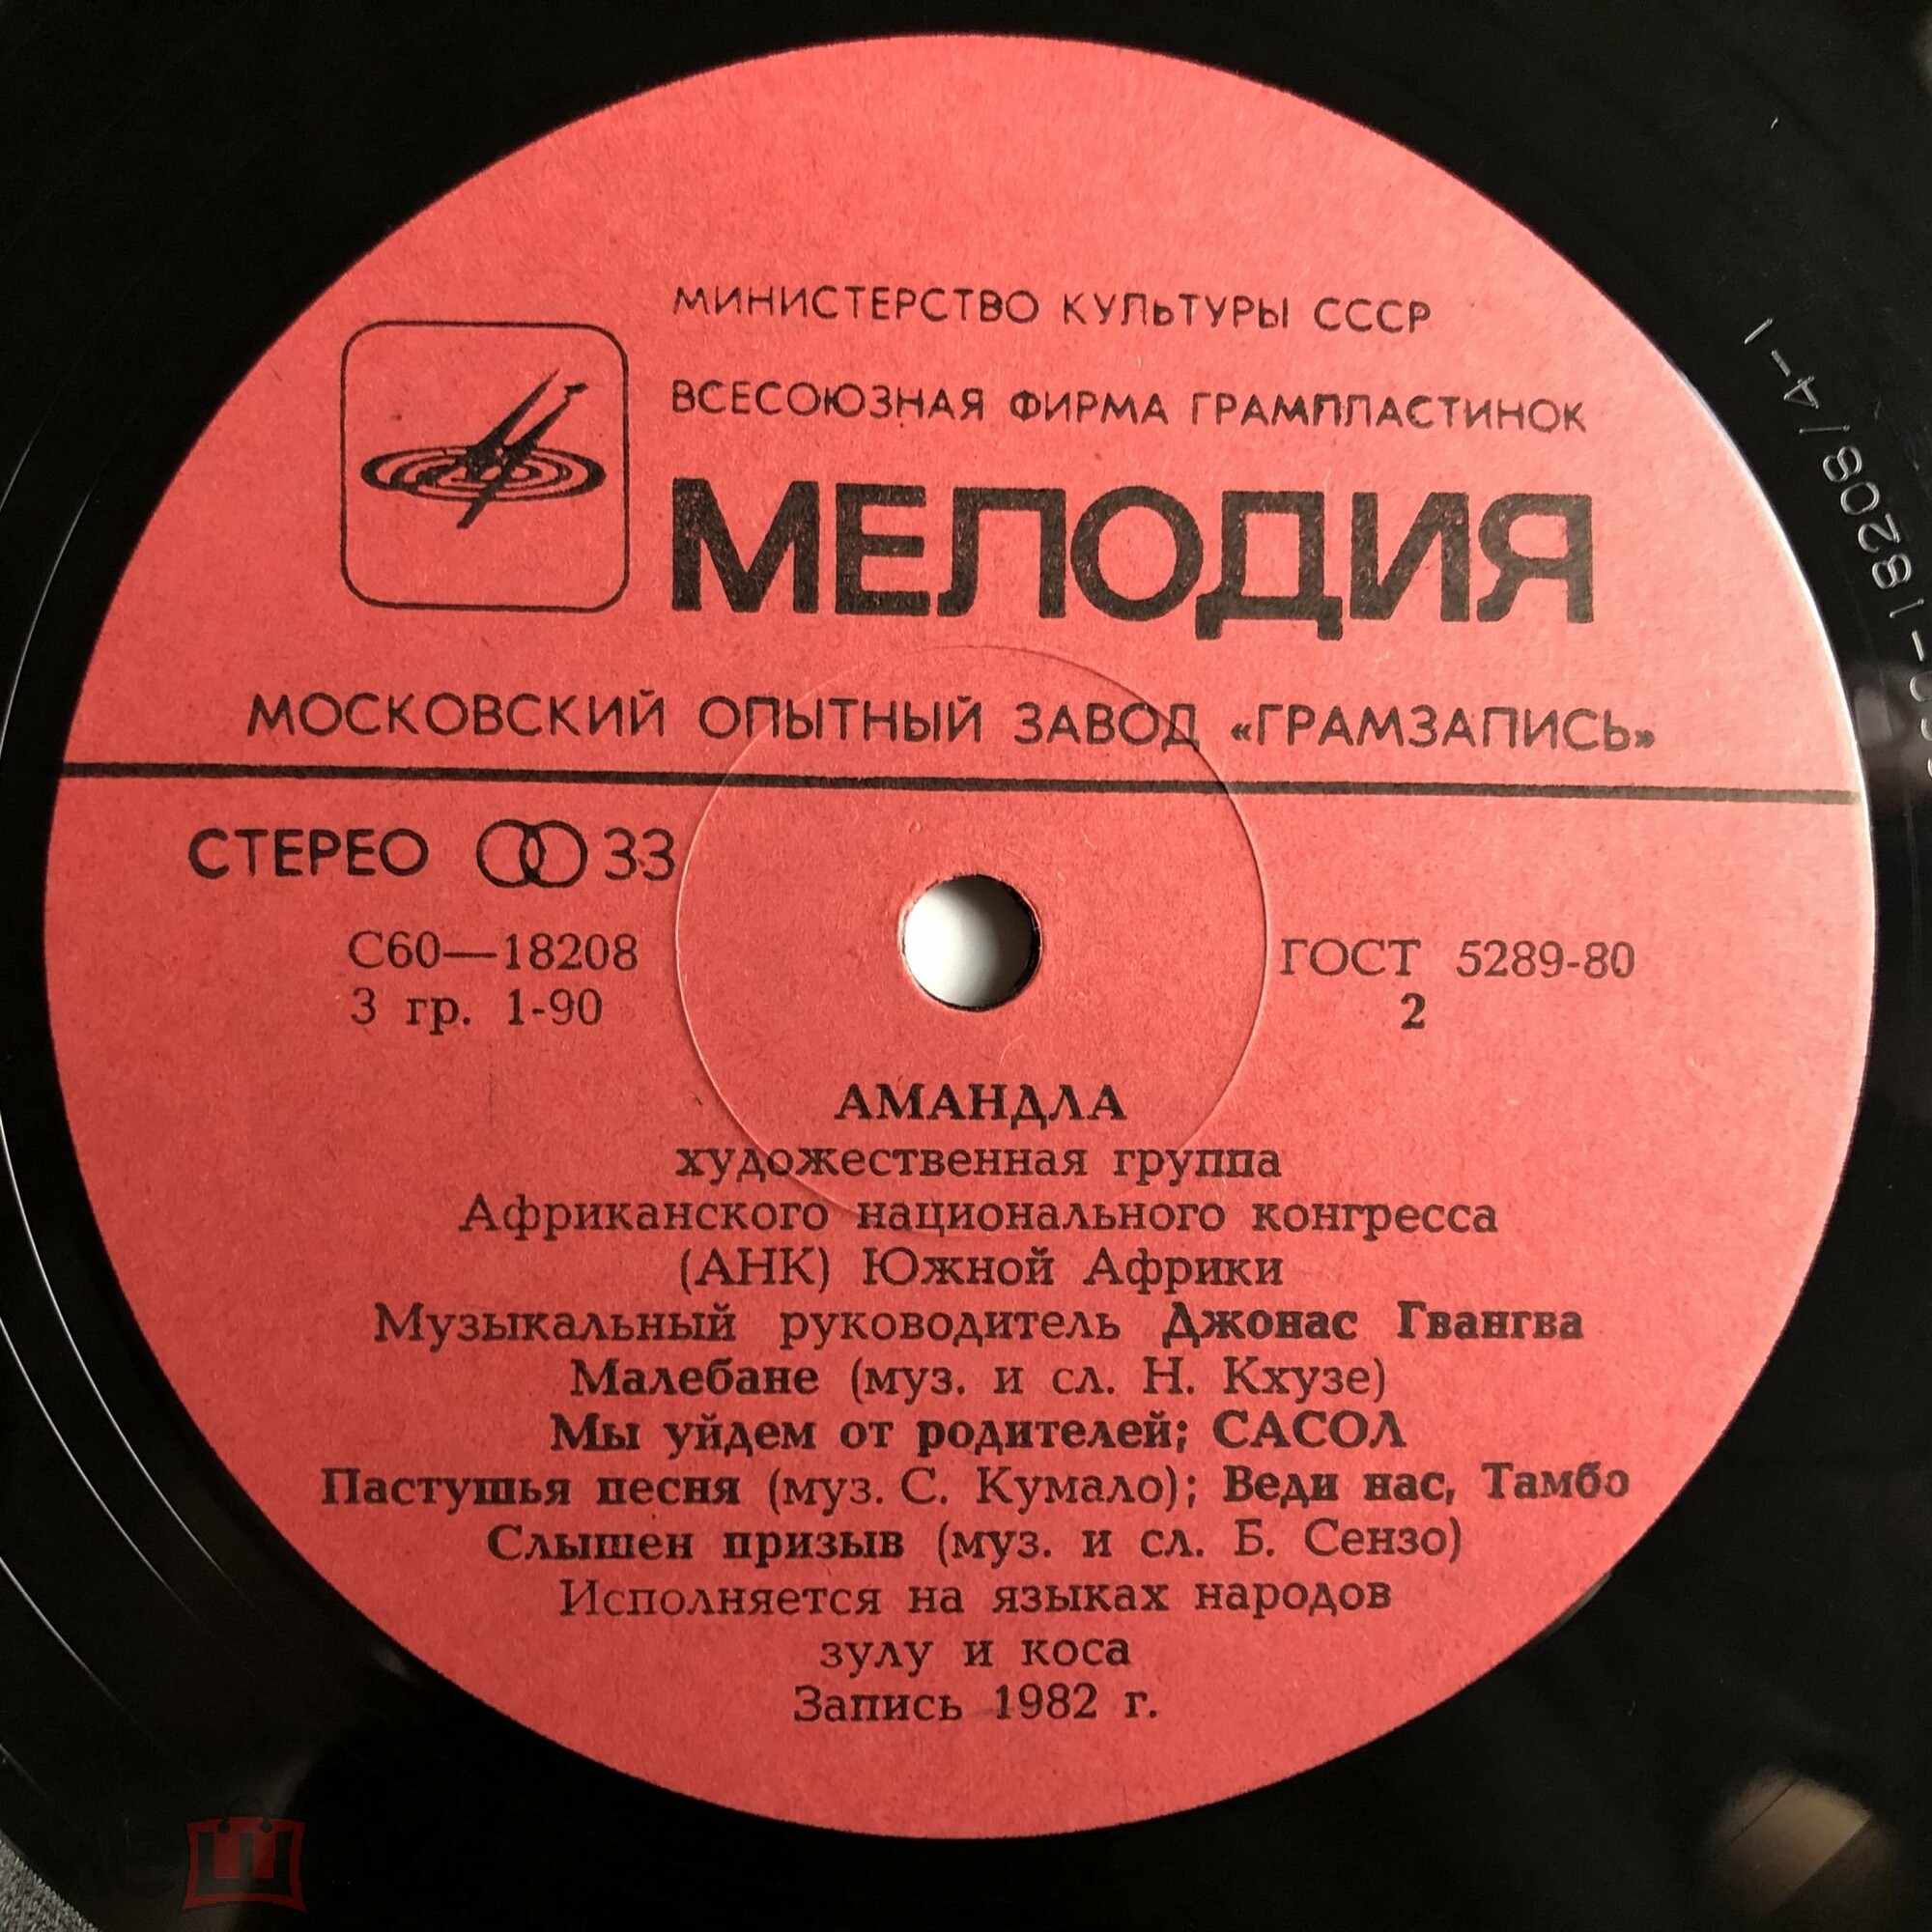 МИНИСТЕРСТВО КУЛЬТУРЫ СССР
ВСЕСОЮЗНАЯ ФИРМА ГРАМПЛАСТИНОК
МЕЛОДИЯ
МОСКОВСКИЙ ОПЫТНЫЙ ЗАВОД «ГРАМЗАПИСЬ»
СТЕРЕО 33
С60—18208
3 гр. 1-90
ГОСТ 5289-80
2
АМАНДЛА
художественная группа
Африканского национального конгресса
(АНК) Южной Африки
Музыкальный руководитель Джонас Гвангва
Малебане (муз. и сл. Н. Кхузе)
Мы уйдем от родителей; САСОЛ
Пастушья песня (муз. С. Кумало); Веди нас, Тамбо
Слышен призыв (муз. и сл. Б. Сензо)
Исполняется на языках народов
зулу и коса
Запись 1982 г.
-18208/4-1